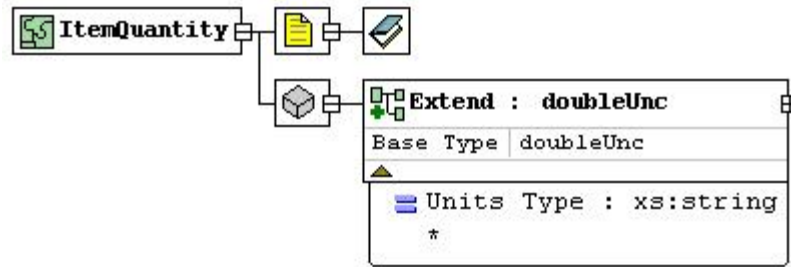 ItemQuantity
Extend : doubleUnc
Base Type doubleUnc
Units Type : xs:string
*